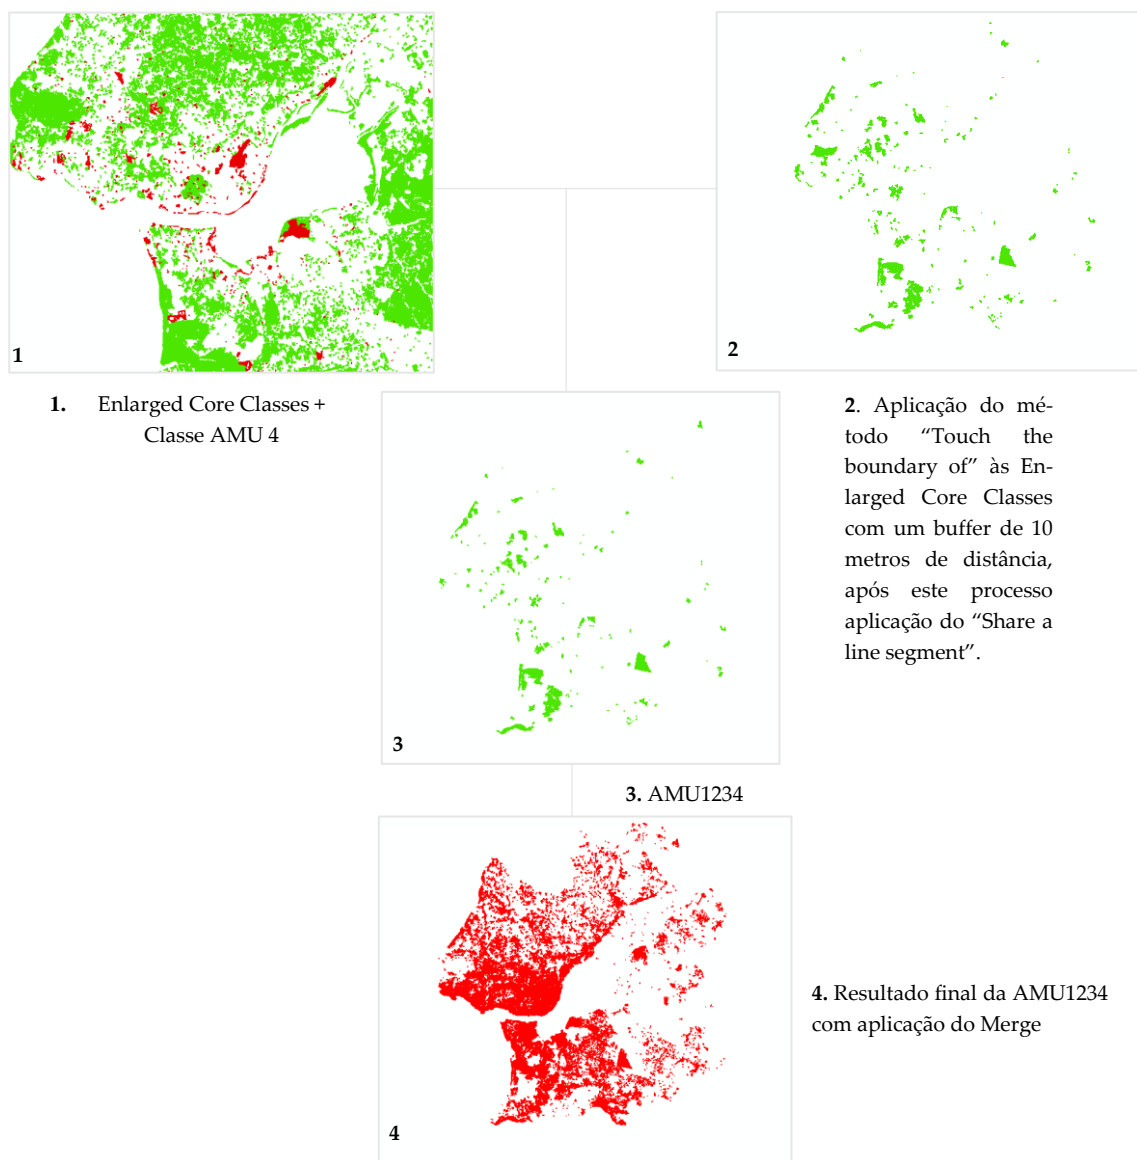 1
2
1. Enlarged Core Classes +
Classe AMU 4
2. Aplicação do mé-
todo “Touch the
boundary of” às En-
larged Core Classes
com um buffer de 10
metros de distância,
após este processo
aplicação do “Share a
line segment”.
3
3. AMU1234
4
4. Resultado final da AMU1234
com aplicação do Merge